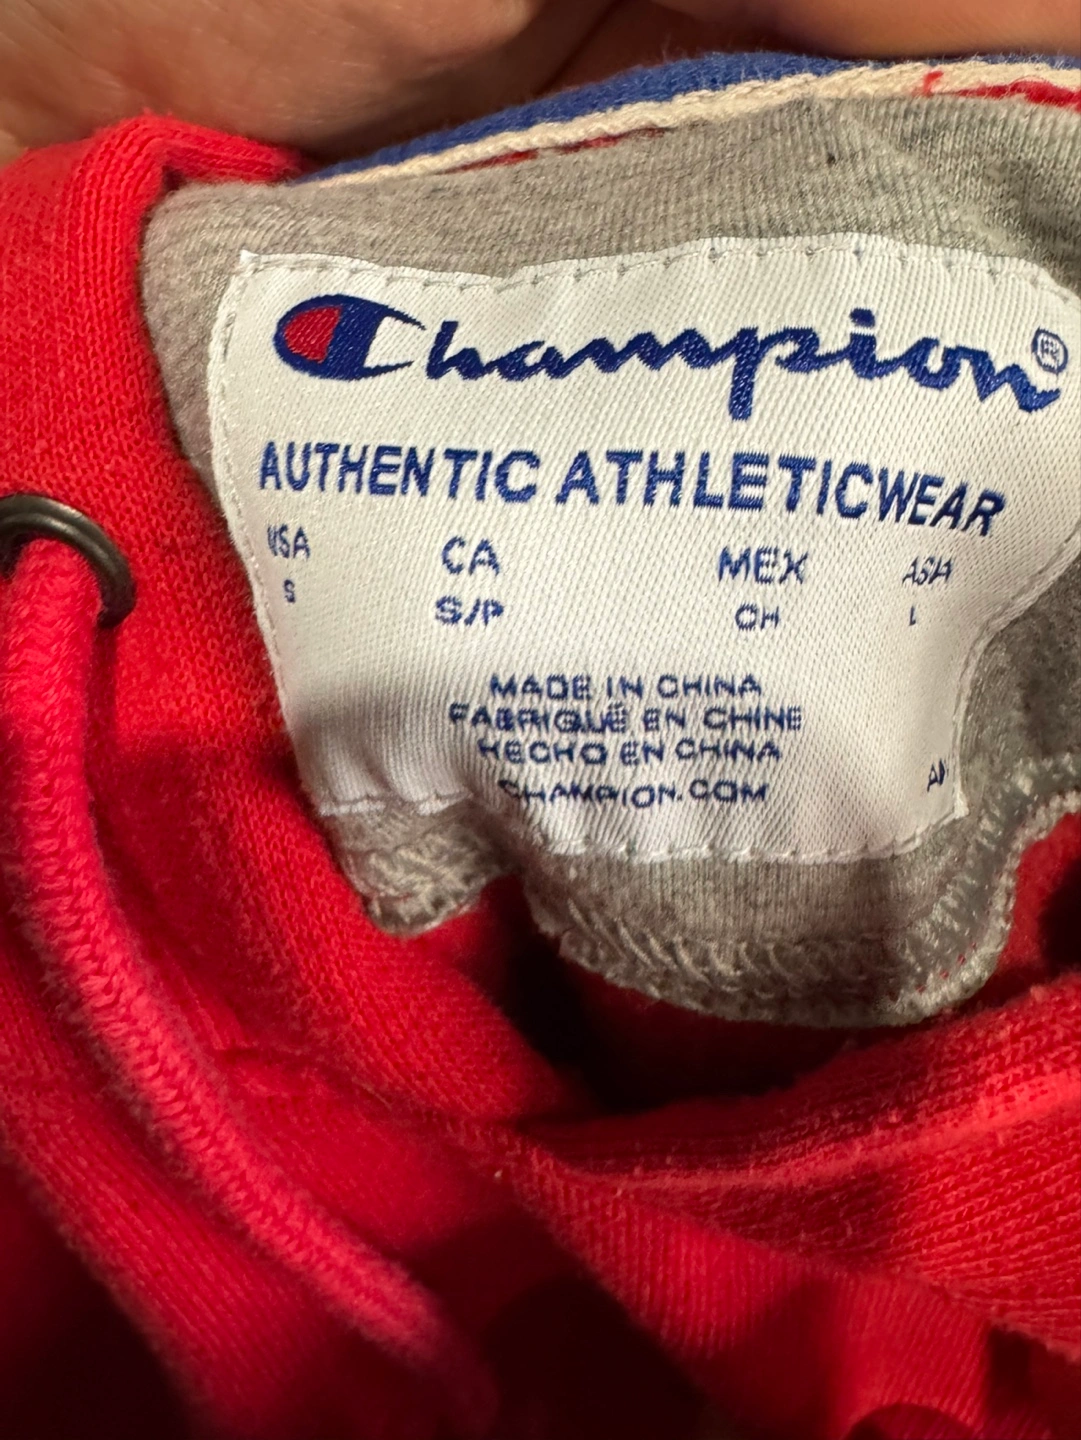 Champion®
AUTHENTIC ATHLETICWEAR
USA CA MEX ASIA
S S/P CH L
MADE IN CHINA
FABRIQUÉ EN CHINE
HECHO EN CHINA
CHAMPION.COM